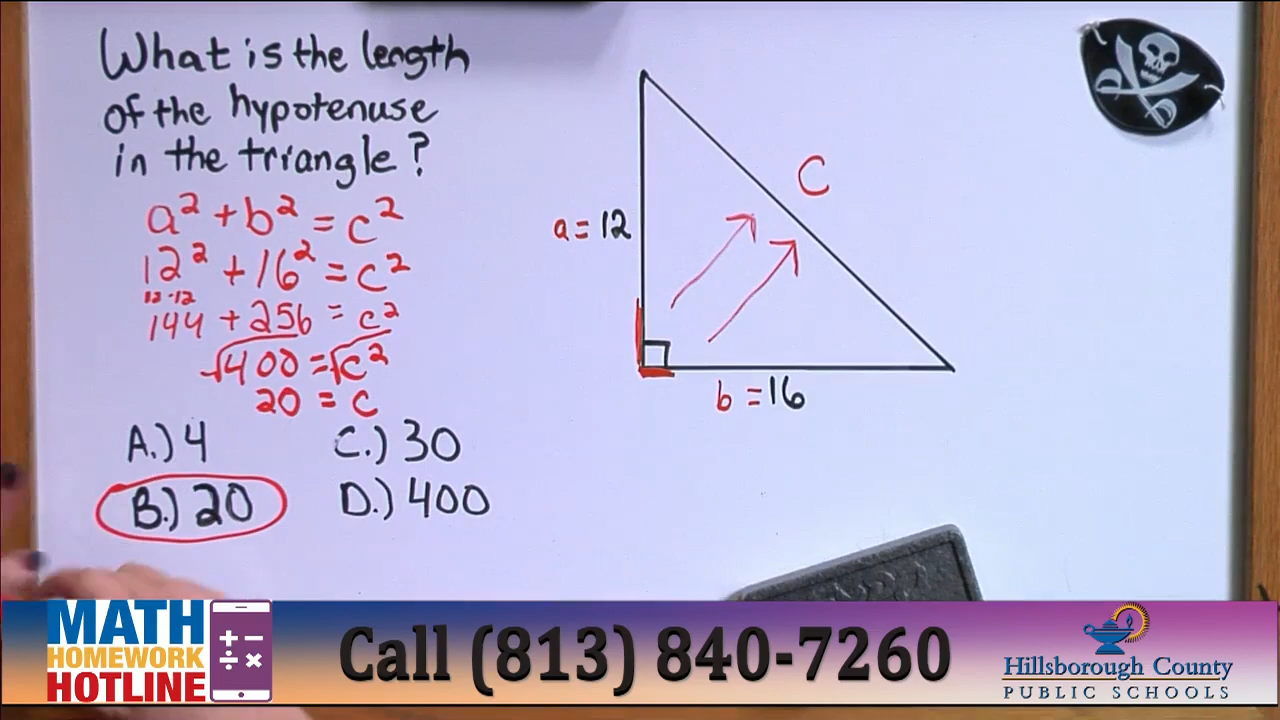 What is the length
of the hypotenuse
in the triangle?
a² + b² = c²
12² + 16² = c²
12·12
144 + 256 = c²
√400 = √c²
20 = c
A.) 4
C.) 30
B.) 20
D.) 400
C
a = 12
b = 16
MATH
HOMEWORK
HOTLINE
+ −
÷ ×
Call (813) 840-7260
Hillsborough County
PUBLIC SCHOOLS